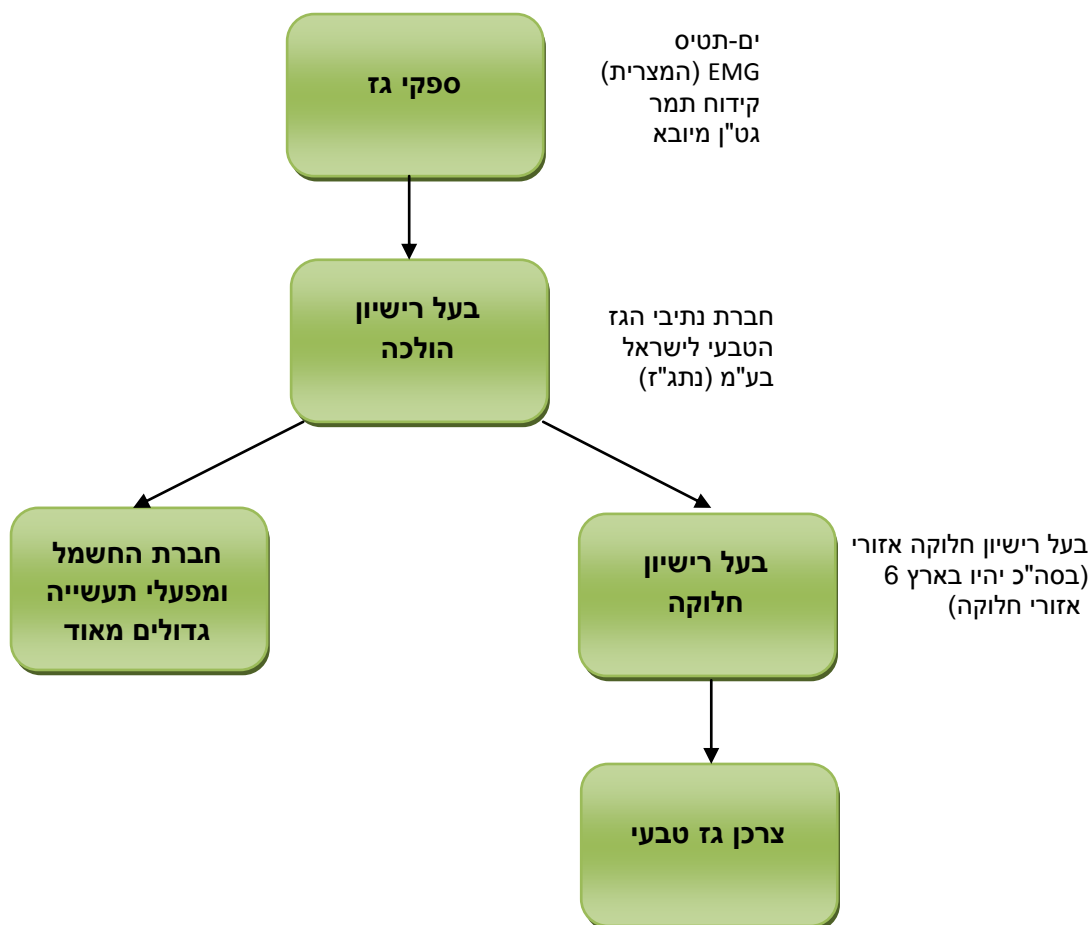 ספקי גז
ים-תטיס
EMG (המצרית)
קידוח תמר
גט"ן מיובא
בעל רישיון
הולכה
חברת נתיבי הגז
הטבעי לישראל
בע"מ (נתג"ז)
חברת החשמל
ומפעלי תעשייה
גדולים מאוד
בעל רישיון
חלוקה
בעל רישיון חלוקה אזורי
(בסה"כ יהיו בארץ 6
אזורי חלוקה)
צרכן גז טבעי